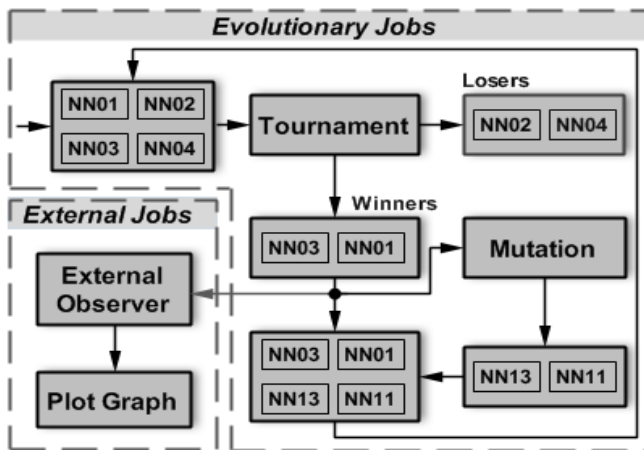 Evolutionary Jobs
NN01 NN02
NN03 NN04
Tournament
Losers
NN02 NN04
Winners
NN03 NN01
Mutation
External Jobs
External
Observer
Plot Graph
NN03 NN01
NN13 NN11
NN13 NN11